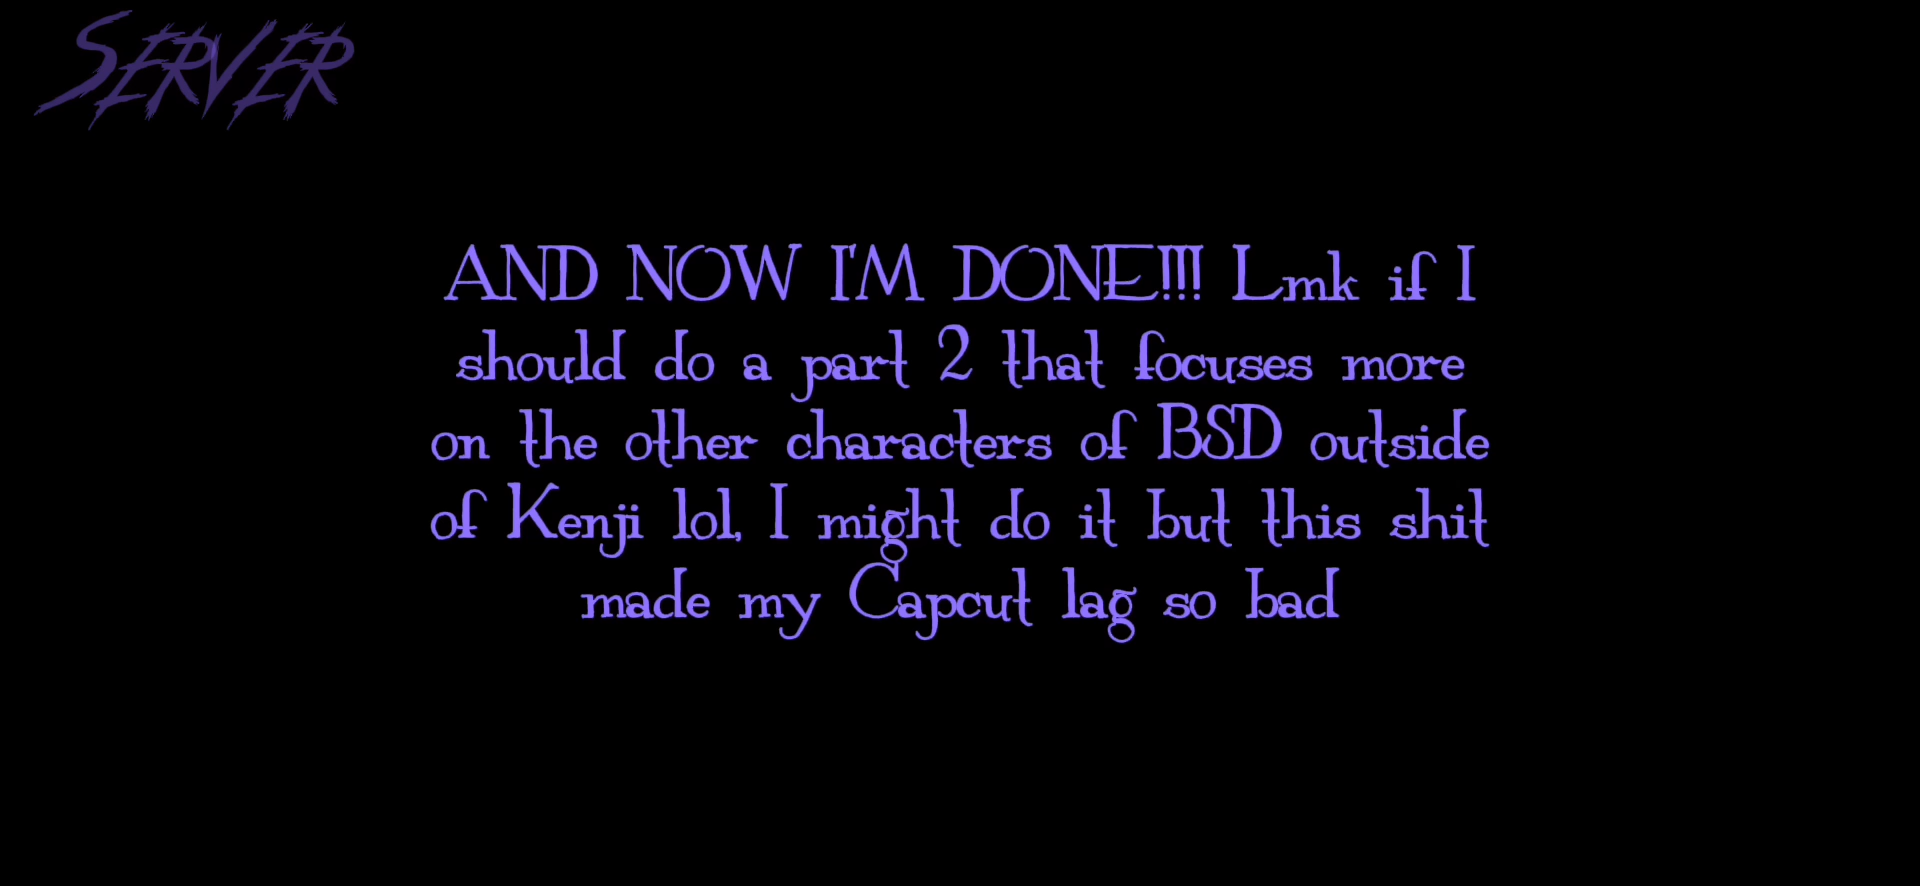 SERVER
AND NOW I'M DONE!!! Lmk if I
should do a part 2 that focuses more
on the other characters of BSD outside
of Kenji lol, I might do it but this shit
made my Capcut lag so bad